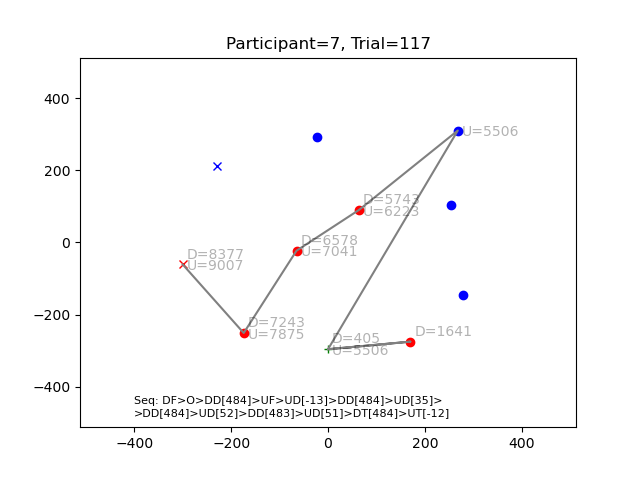 Participant=7, Trial=117
400
200
0
−200
−400
−400
−200
0
200
400
U=5506
D=5743
U=6223
D=6578
U=7041
D=8377
U=9007
D=7243
U=7875
D=405
U=5506
D=1641
Seq: DF>O>DD[484]>UF>UD[-13]>DD[484]>UD[35]>
>DD[484]>UD[52]>DD[483]>UD[51]>DT[484]>UT[-12]